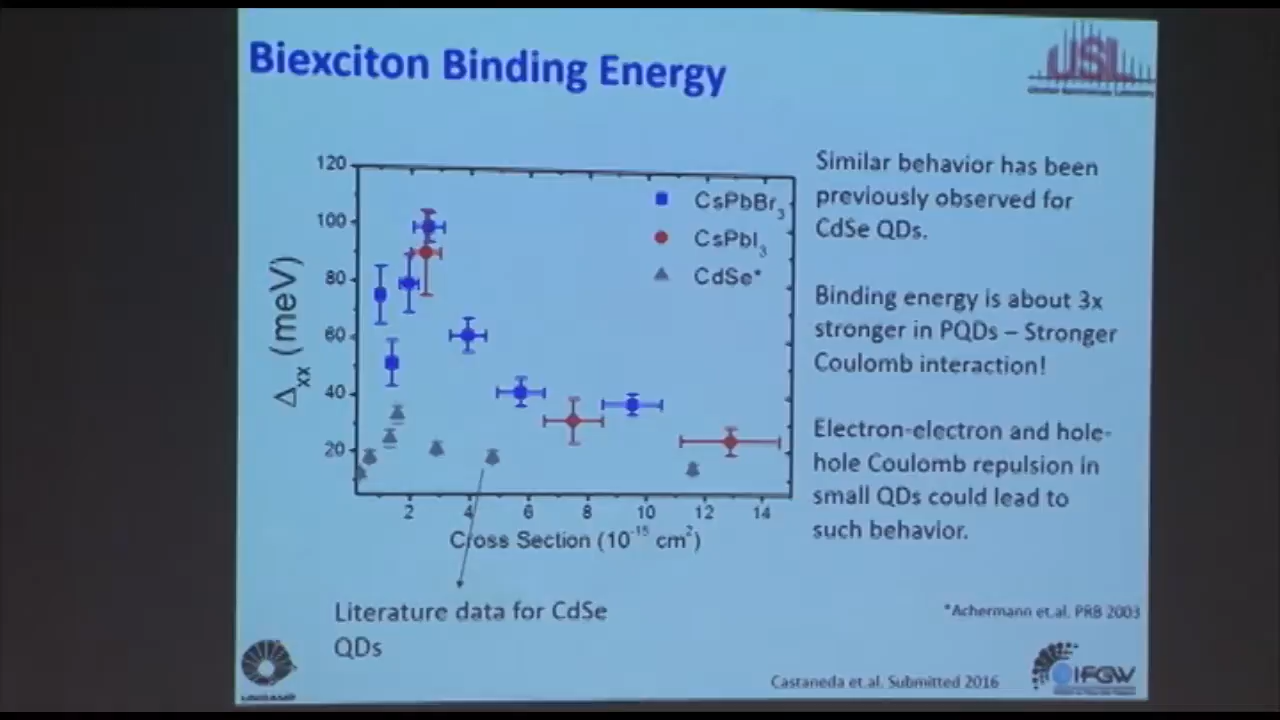 Biexciton Binding Energy
USL
120
100
80
60
40
20
Δxx (meV)
CsPbBr3
CsPbI3
CdSe*
2 4 6 8 10 12 14
Cross Section (10^-15 cm^2)
Literature data for CdSe
QDs
Similar behavior has been
previously observed for
CdSe QDs.
Binding energy is about 3x
stronger in PQDs – Stronger
Coulomb interaction!
Electron-electron and hole-
hole Coulomb repulsion in
small QDs could lead to
such behavior.
*Achermann et.al. PRB 2003
Castaneda et.al. Submitted 2016
UNICAMP
IFGW